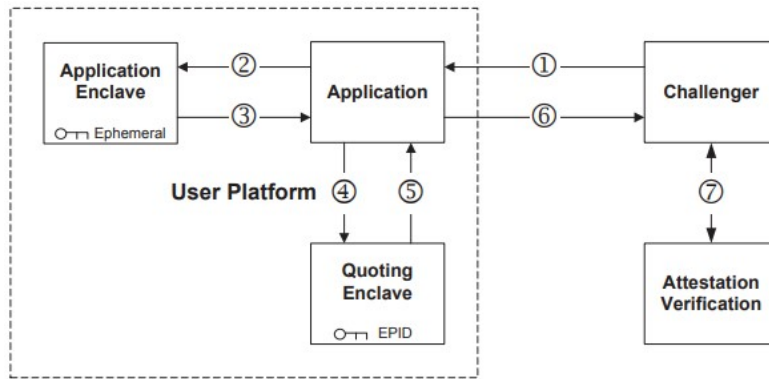 Application
Enclave
Ephemeral
②
③
Application
①
⑥
Challenger
User Platform
④
⑤
⑦
Quoting
Enclave
EPID
Attestation
Verification